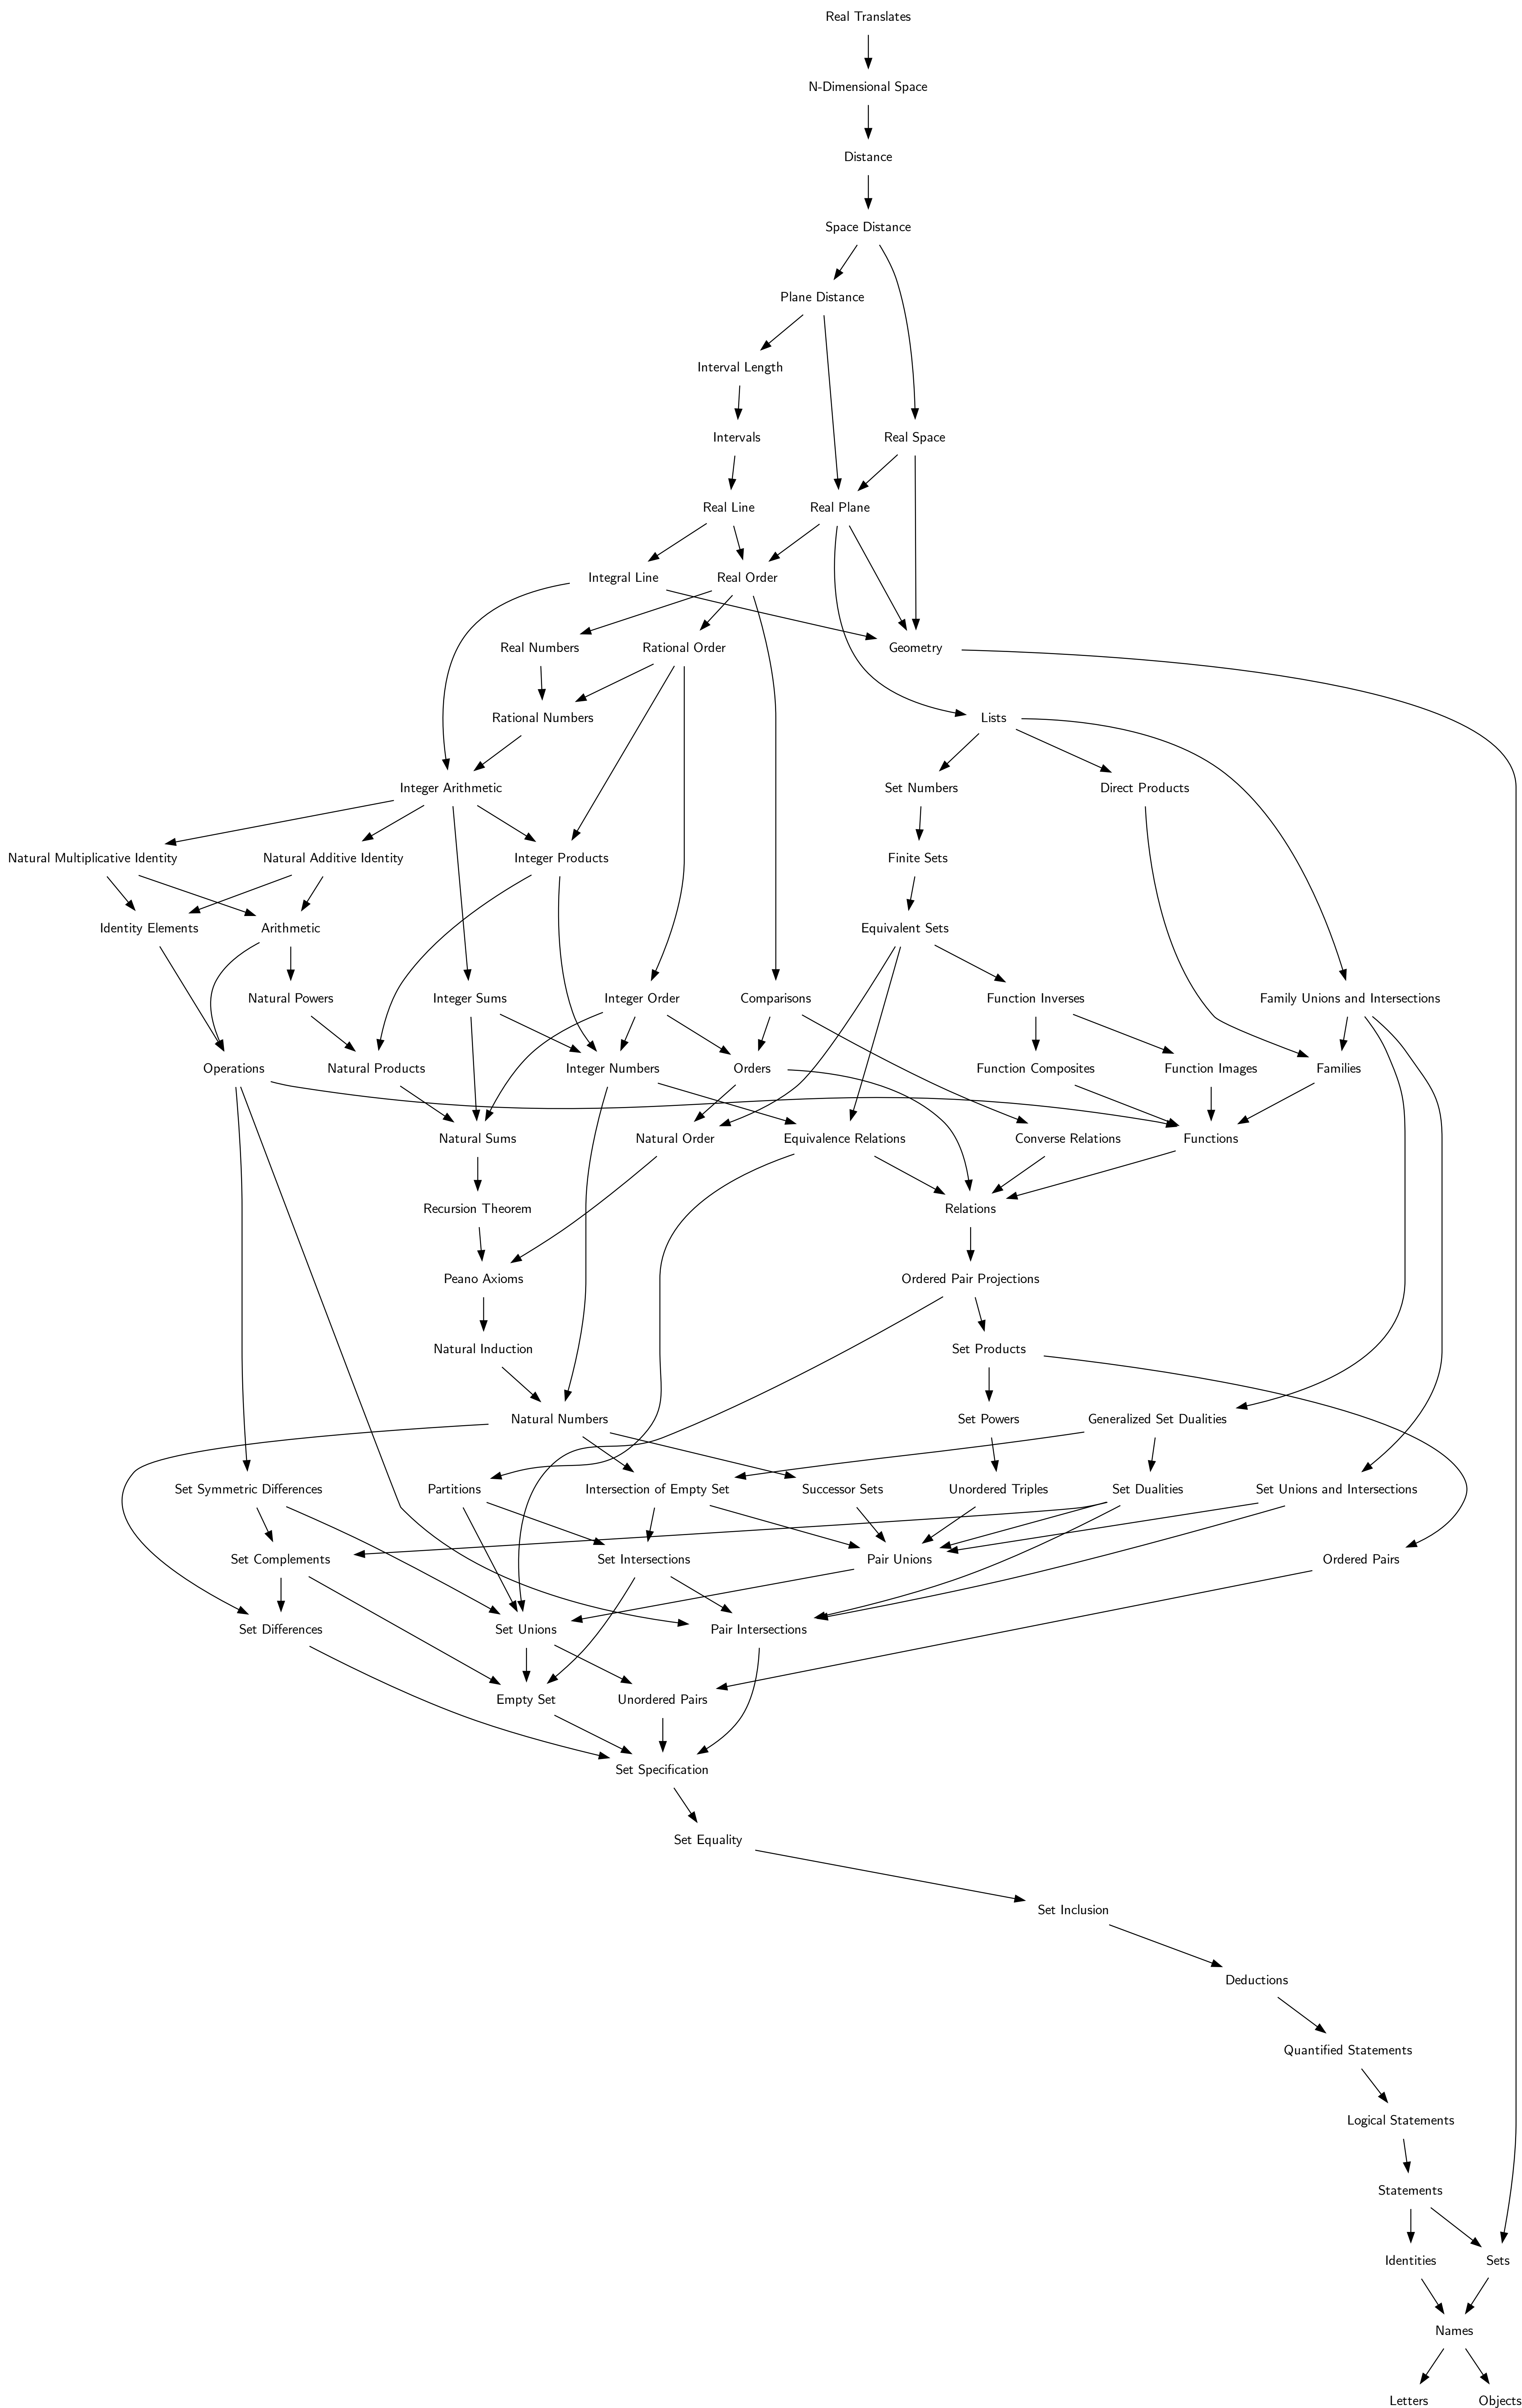 Real Translates
N-Dimensional Space
Distance
Space Distance
Plane Distance
Interval Length
Intervals
Real Space
Real Line
Real Plane
Integral Line
Real Order
Real Numbers
Rational Order
Geometry
Rational Numbers
Lists
Integer Arithmetic
Set Numbers
Direct Products
Natural Multiplicative Identity
Natural Additive Identity
Integer Products
Finite Sets
Identity Elements
Arithmetic
Equivalent Sets
Natural Powers
Integer Sums
Integer Order
Comparisons
Function Inverses
Family Unions and Intersections
Operations
Natural Products
Integer Numbers
Orders
Function Composites
Function Images
Families
Natural Sums
Natural Order
Equivalence Relations
Converse Relations
Functions
Recursion Theorem
Relations
Peano Axioms
Ordered Pair Projections
Natural Induction
Set Products
Natural Numbers
Set Powers
Generalized Set Dualities
Set Symmetric Differences
Partitions
Intersection of Empty Set
Successor Sets
Unordered Triples
Set Dualities
Set Unions and Intersections
Set Complements
Set Intersections
Pair Unions
Ordered Pairs
Set Differences
Set Unions
Pair Intersections
Empty Set
Unordered Pairs
Set Specification
Set Equality
Set Inclusion
Deductions
Quantified Statements
Logical Statements
Statements
Identities
Sets
Names
Letters
Objects